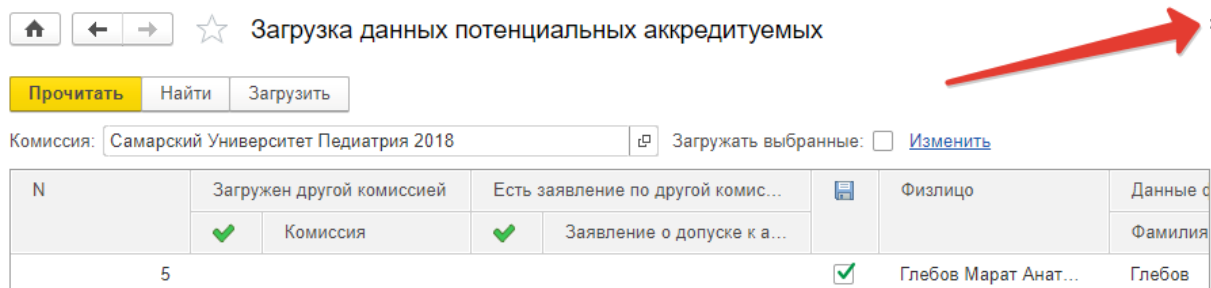 Загрузка данных потенциальных аккредитуемых
Прочитать Найти Загрузить
Комиссия: Самарский Университет Педиатрия 2018 Загружать выбранные: Изменить
N Загружен другой комиссией Есть заявление по другой комис... Физлицо Данные
Комиссия Заявление о допуске к а... Фамилия
5 Глебов Марат Анат... Глебов